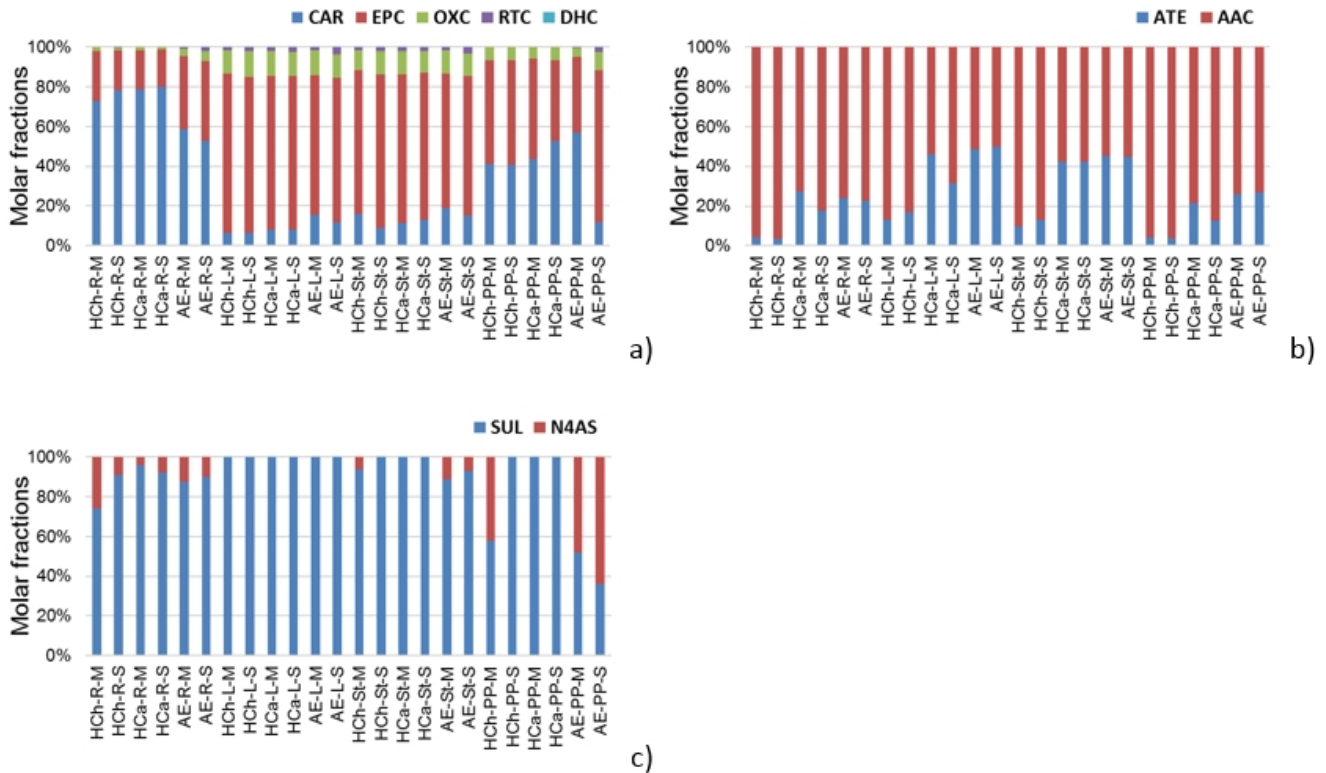 CAR EPC OXC RTC DHC
Molar fractions
100%
80%
60%
40%
20%
0%
HCh-R-M
HCh-R-S
HCa-R-M
HCa-R-S
AE-R-M
AE-R-S
HCh-L-M
HCh-L-S
HCa-L-M
HCa-L-S
AE-L-M
AE-L-S
HCh-St-M
HCh-St-S
HCa-St-M
HCa-St-S
AE-St-M
AE-St-S
HCh-PP-M
HCh-PP-S
HCa-PP-M
HCa-PP-S
AE-PP-M
AE-PP-S
a)
ATE AAC
Molar fractions
100%
80%
60%
40%
20%
0%
HCh-R-M
HCh-R-S
HCa-R-M
HCa-R-S
AE-R-M
AE-R-S
HCh-L-M
HCh-L-S
HCa-L-M
HCa-L-S
AE-L-M
AE-L-S
HCh-St-M
HCh-St-S
HCa-St-M
HCa-St-S
AE-St-M
AE-St-S
HCh-PP-M
HCh-PP-S
HCa-PP-M
HCa-PP-S
AE-PP-M
AE-PP-S
b)
SUL N4AS
Molar fractions
100%
80%
60%
40%
20%
0%
HCh-R-M
HCh-R-S
HCa-R-M
HCa-R-S
AE-R-M
AE-R-S
HCh-L-M
HCh-L-S
HCa-L-M
HCa-L-S
AE-L-M
AE-L-S
HCh-St-M
HCh-St-S
HCa-St-M
HCa-St-S
AE-St-M
AE-St-S
HCh-PP-M
HCh-PP-S
HCa-PP-M
HCa-PP-S
AE-PP-M
AE-PP-S
c)